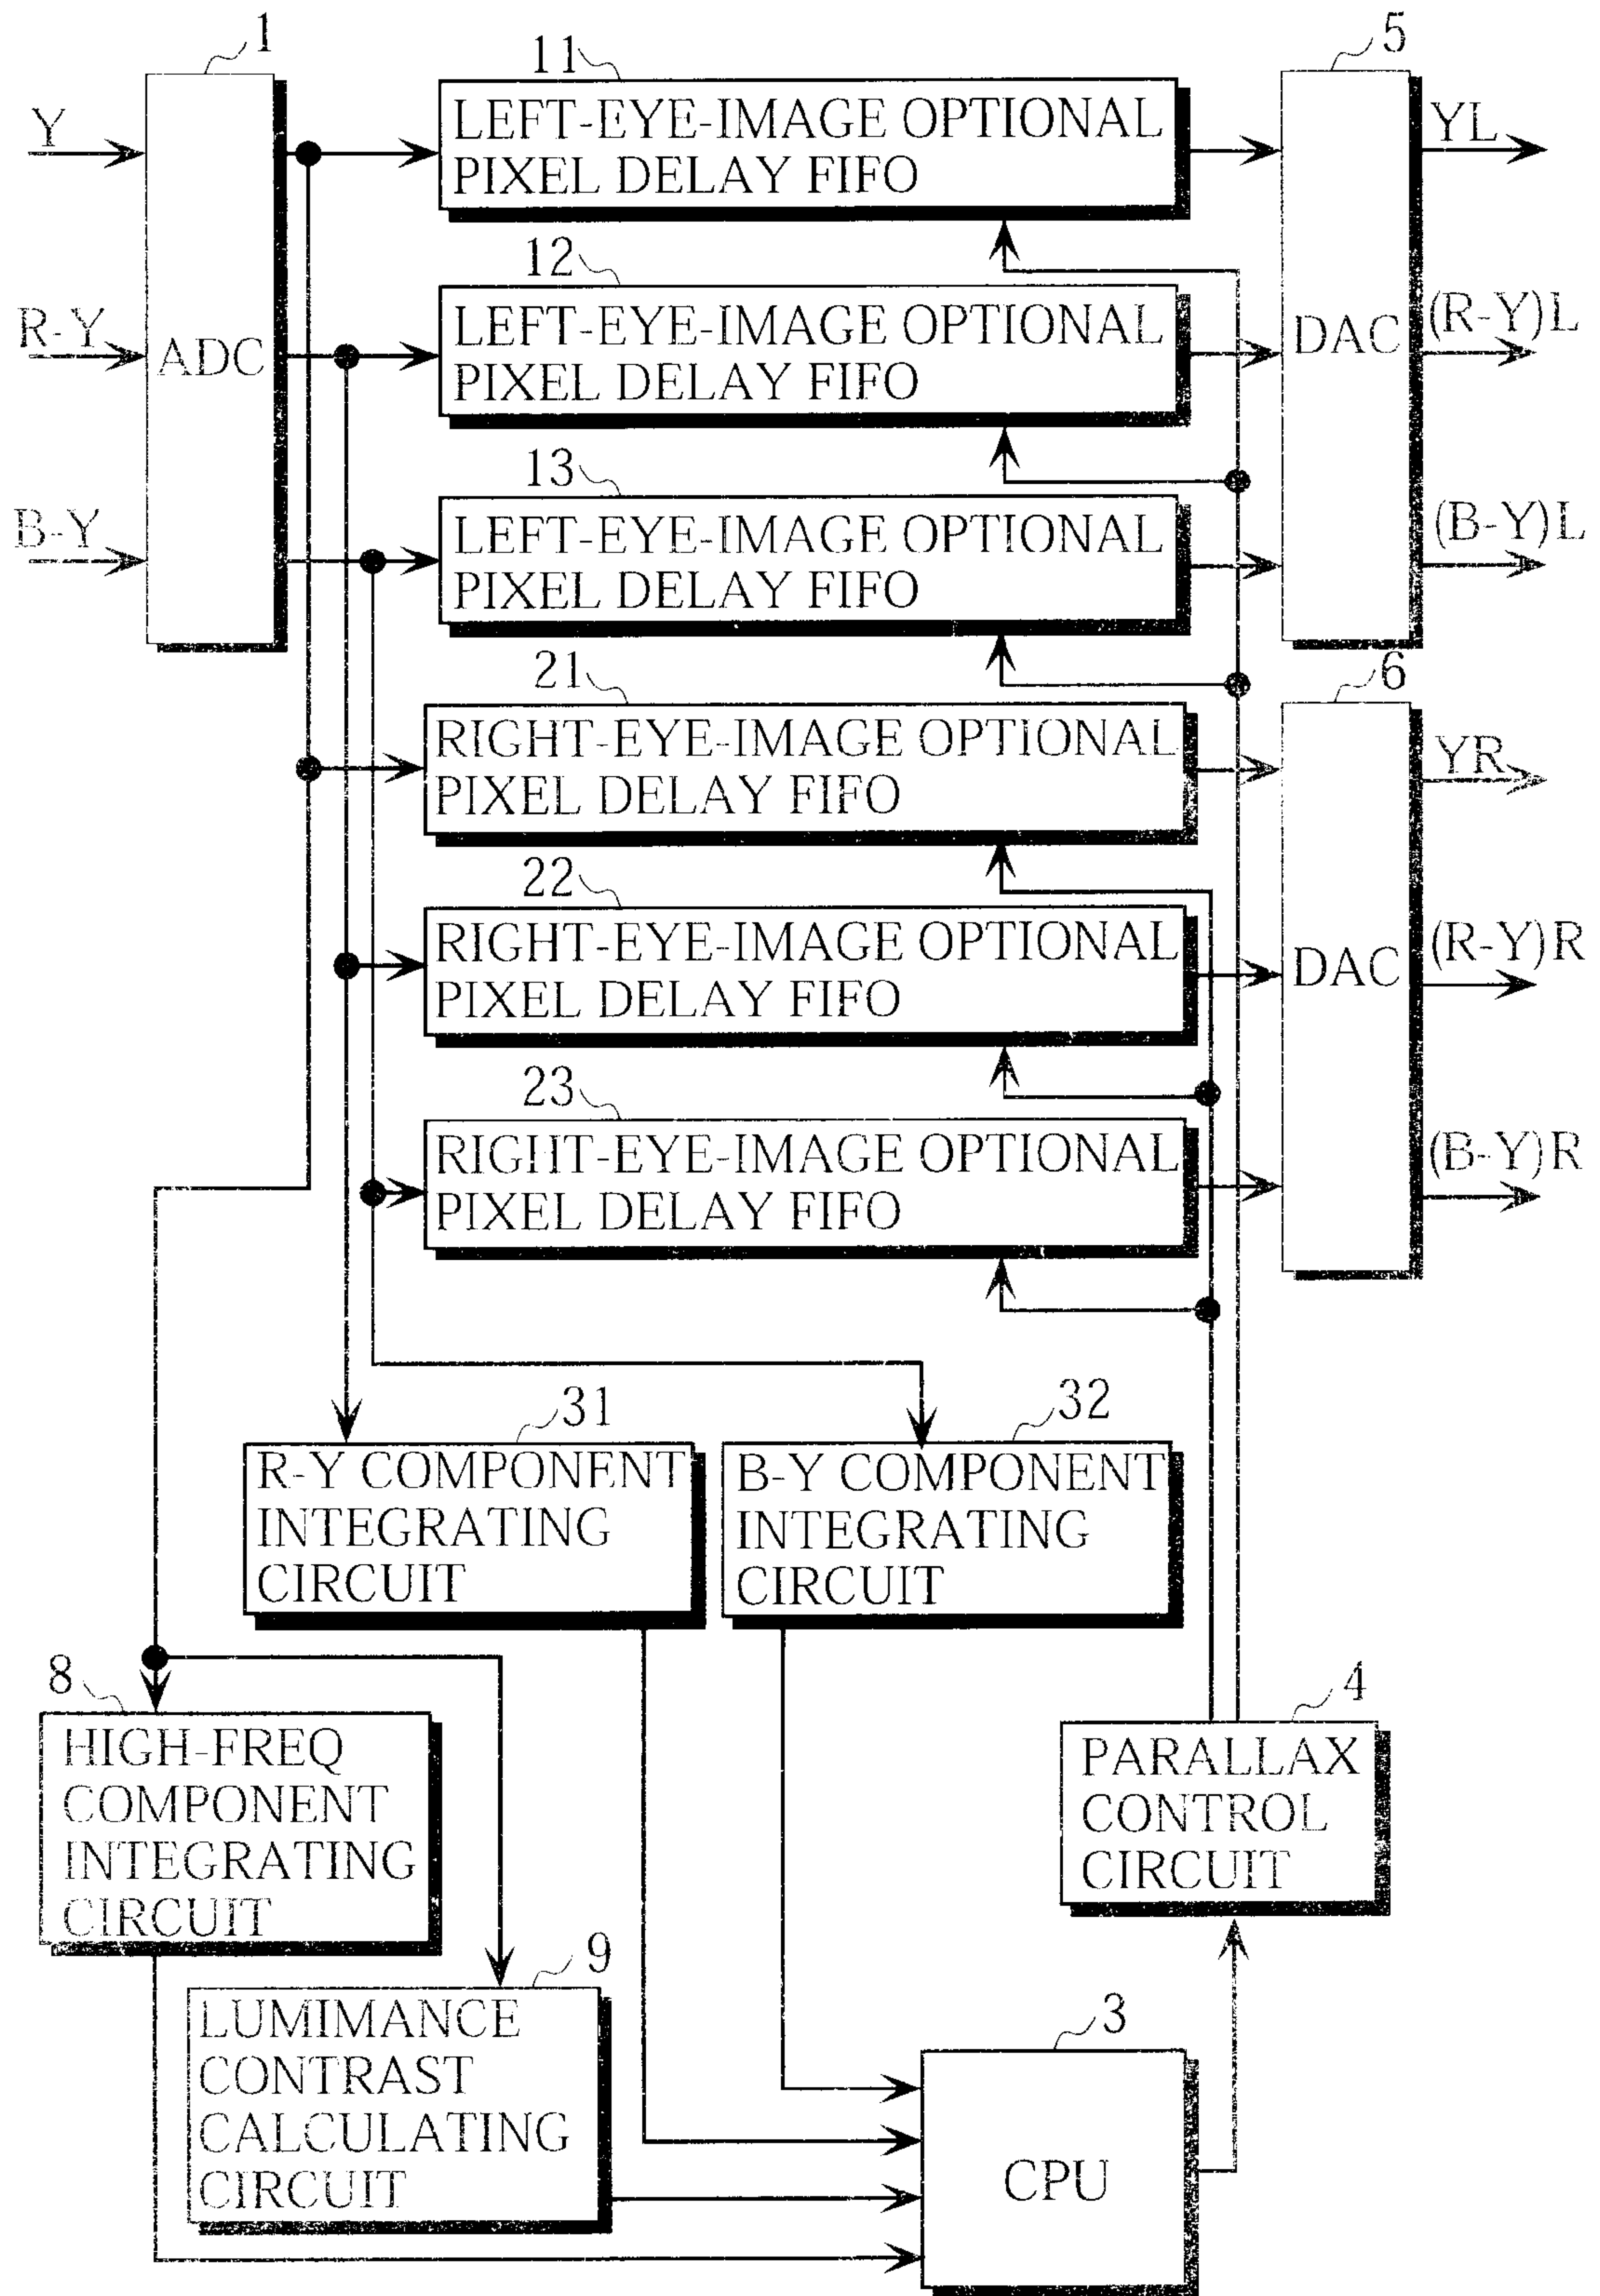 1
5
11
Y
LEFT-EYE-IMAGE OPTIONAL
PIXEL DELAY FIFO
YL
12
R-Y
ADC
LEFT-EYE-IMAGE OPTIONAL
PIXEL DELAY FIFO
DAC
(R-Y)L
13
B-Y
LEFT-EYE-IMAGE OPTIONAL
PIXEL DELAY FIFO
(B-Y)L
21
6
RIGHT-EYE-IMAGE OPTIONAL
PIXEL DELAY FIFO
YR
22
RIGHT-EYE-IMAGE OPTIONAL
PIXEL DELAY FIFO
DAC
(R-Y)R
23
RIGHT-EYE-IMAGE OPTIONAL
PIXEL DELAY FIFO
(B-Y)R
31
R-Y COMPONENT
INTEGRATING
CIRCUIT
32
B-Y COMPONENT
INTEGRATING
CIRCUIT
8
HIGH-FREQ
COMPONENT
INTEGRATING
CIRCUIT
4
PARALLAX
CONTROL
CIRCUIT
9
LUMIMANCE
CONTRAST
CALCULATING
CIRCUIT
3
CPU